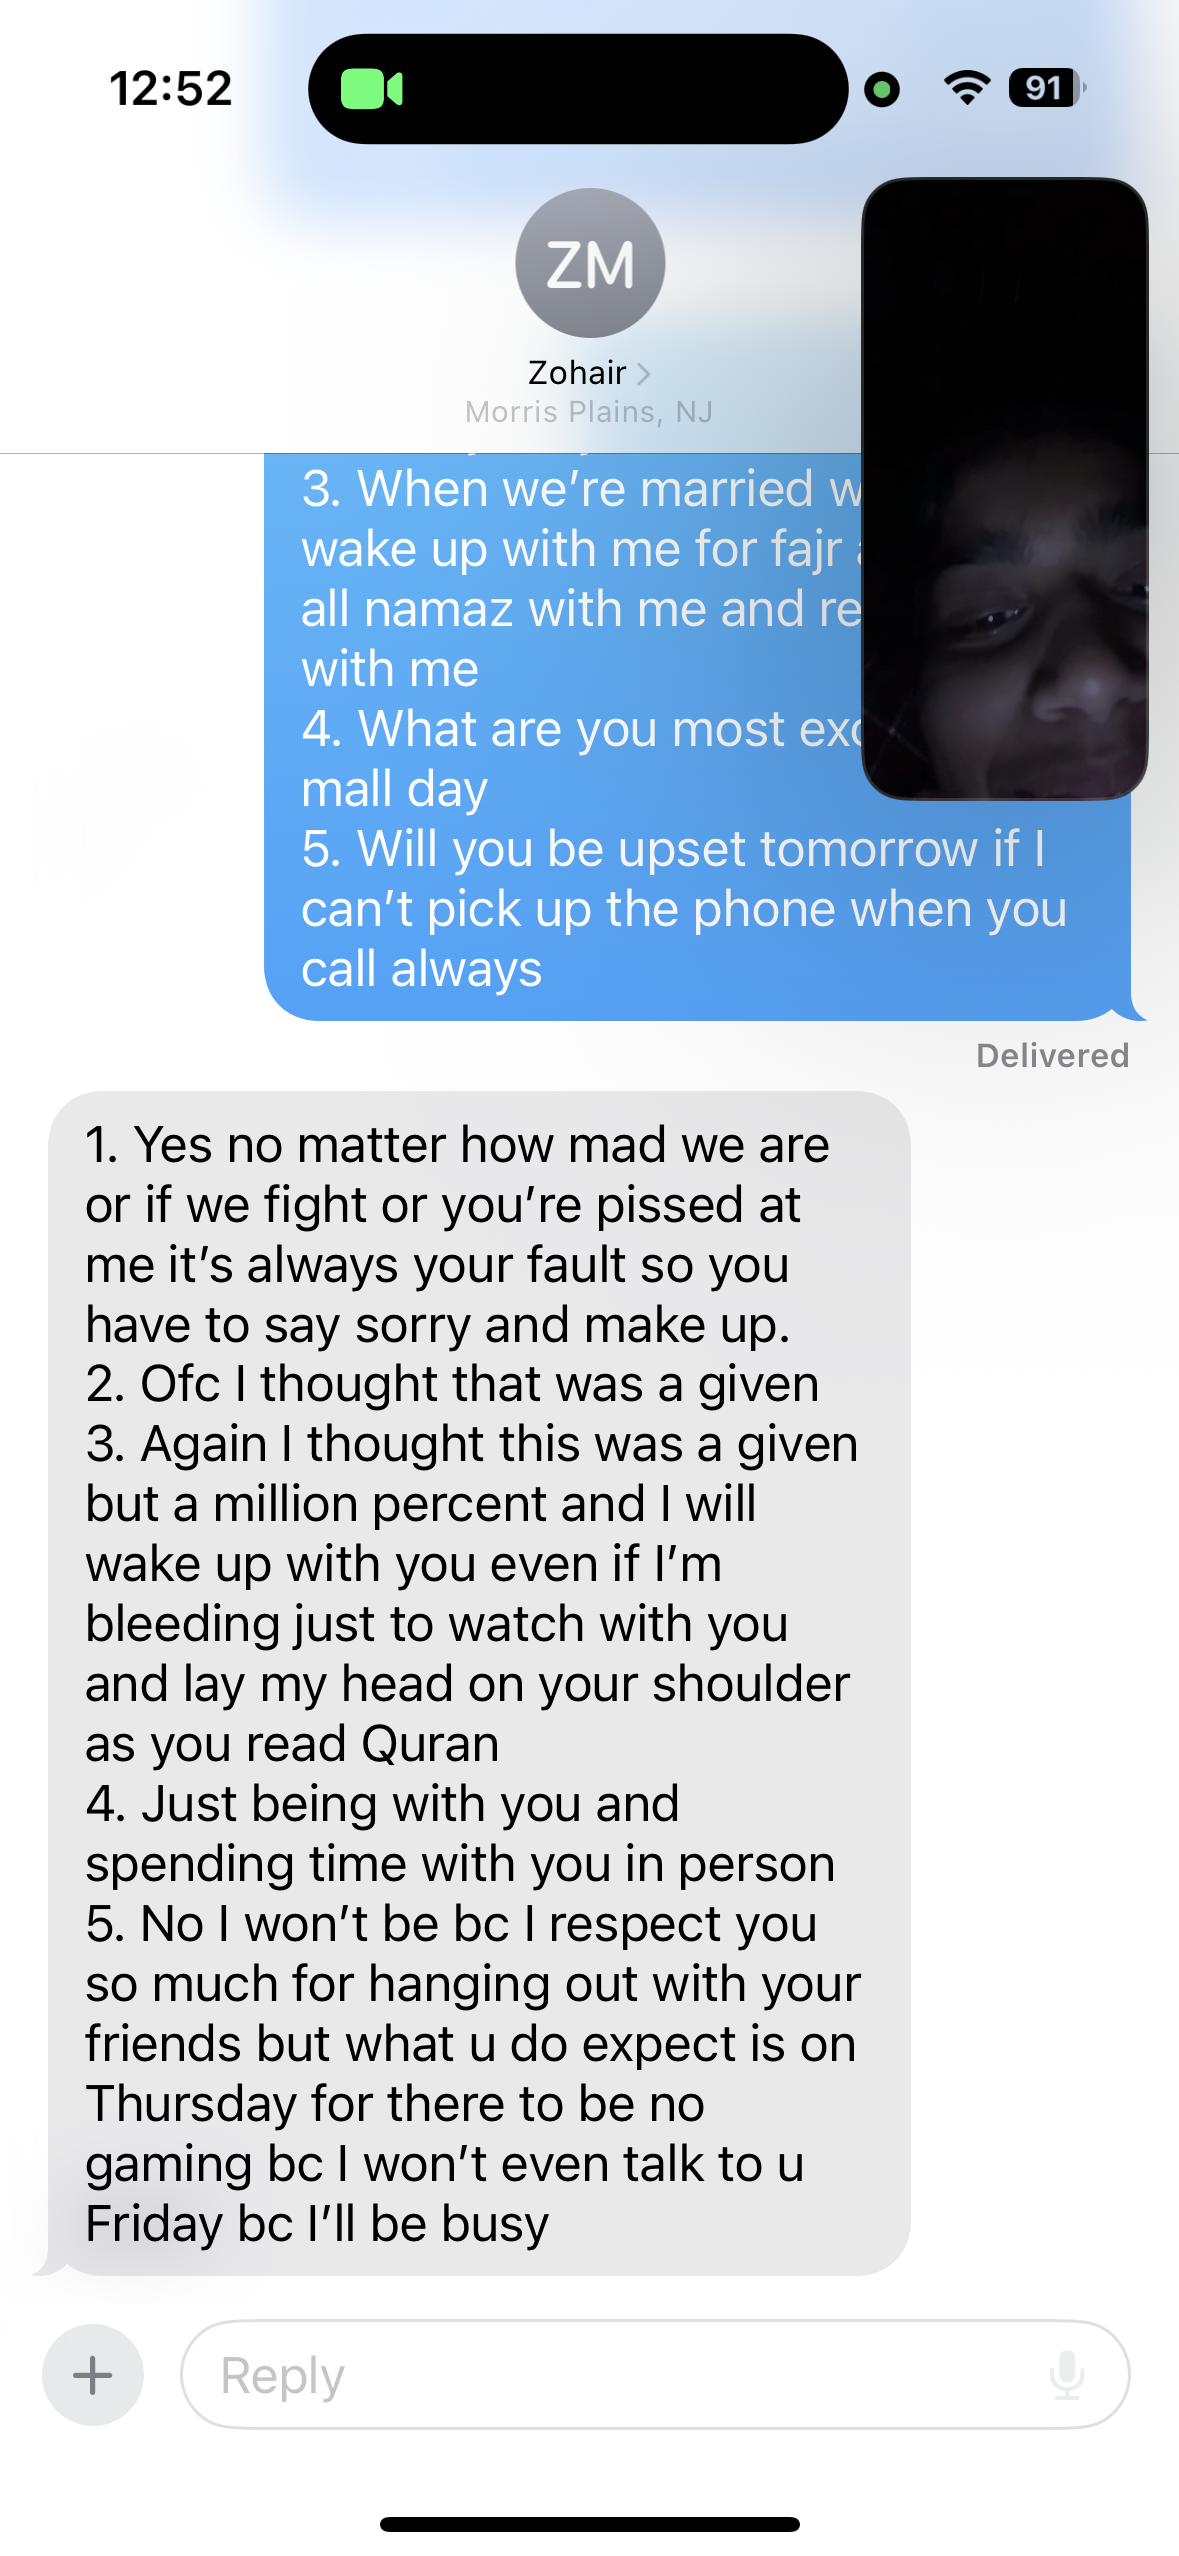 12:52
91
ZM
Zohair
Morris Plains, NJ
3. When we’re married
wake up with me for fajr
all namaz with me and
with me
4. What are you most
mall day
5. Will you be upset tomorrow if I
can’t pick up the phone when you
call always
Delivered
1. Yes no matter how mad we are
or if we fight or you’re pissed at
me it’s always your fault so you
have to say sorry and make up.
2. Ofc I thought that was a given
3. Again I thought this was a given
but a million percent and I will
wake up with you even if I’m
bleeding just to watch with you
and lay my head on your shoulder
as you read Quran
4. Just being with you and
spending time with you in person
5. No I won’t be bc I respect you
so much for hanging out with your
friends but what u do expect is on
Thursday for there to be no
gaming bc I won’t even talk to u
Friday bc I’ll be busy
Reply